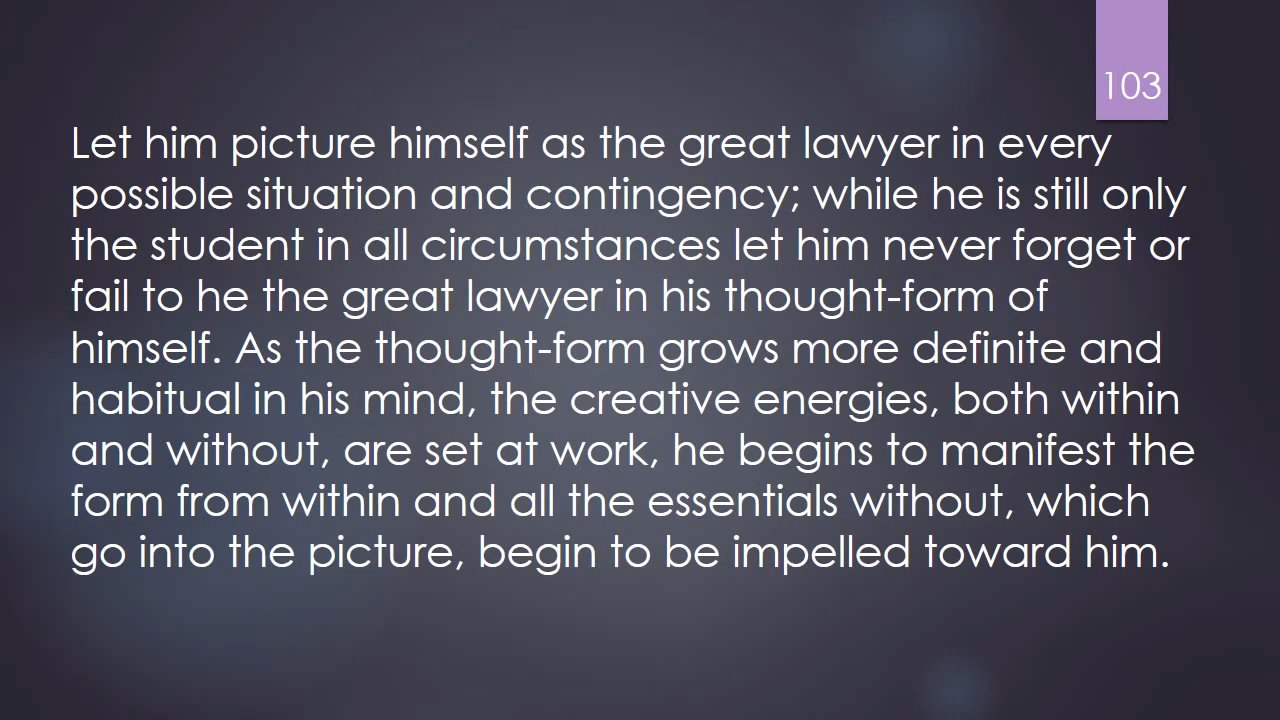 103
Let him picture himself as the great lawyer in every
possible situation and contingency; while he is still only
the student in all circumstances let him never forget or
fail to he the great lawyer in his thought-form of
himself. As the thought-form grows more definite and
habitual in his mind, the creative energies, both within
and without, are set at work, he begins to manifest the
form from within and all the essentials without, which
go into the picture, begin to be impelled toward him.